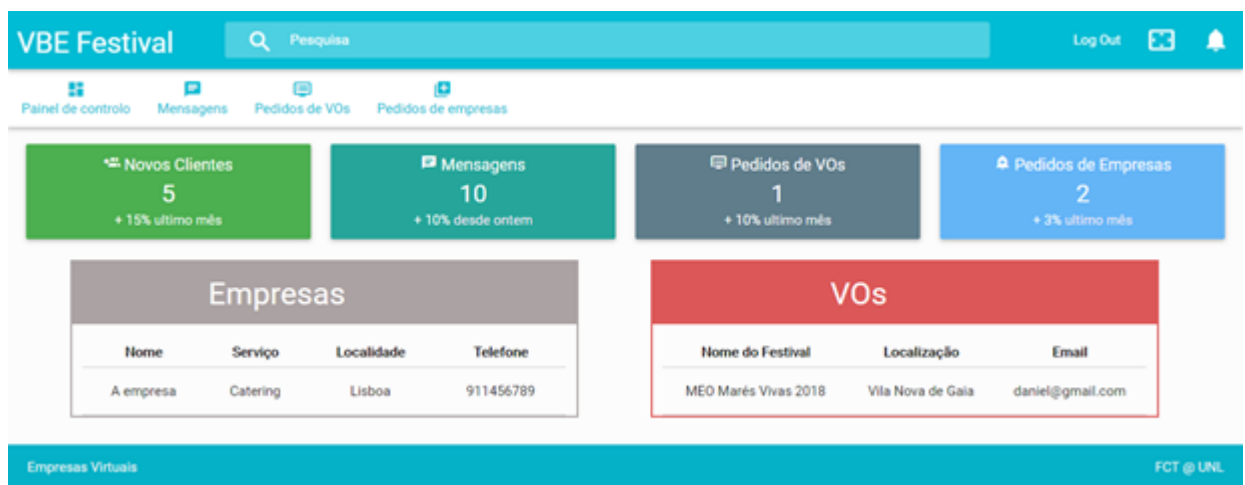 VBE Festival
Pesquisa
Log Out
Painel de controlo
Mensagens
Pedidos de VOs
Pedidos de empresas
Novos Clientes
5
+ 15% ultimo mês
Mensagens
10
+ 10% desde ontem
Pedidos de VOs
1
+ 10% ultimo mês
Pedidos de Empresas
2
+ 3% ultimo mês
Empresas
Nome Serviço Localidade Telefone
A empresa Catering Lisboa 911456789
VOs
Nome do Festival Localização Email
MEO Marés Vivas 2018 Vila Nova de Gaia daniel@gmail.com
Empresas Virtuais
FCT @ UNL